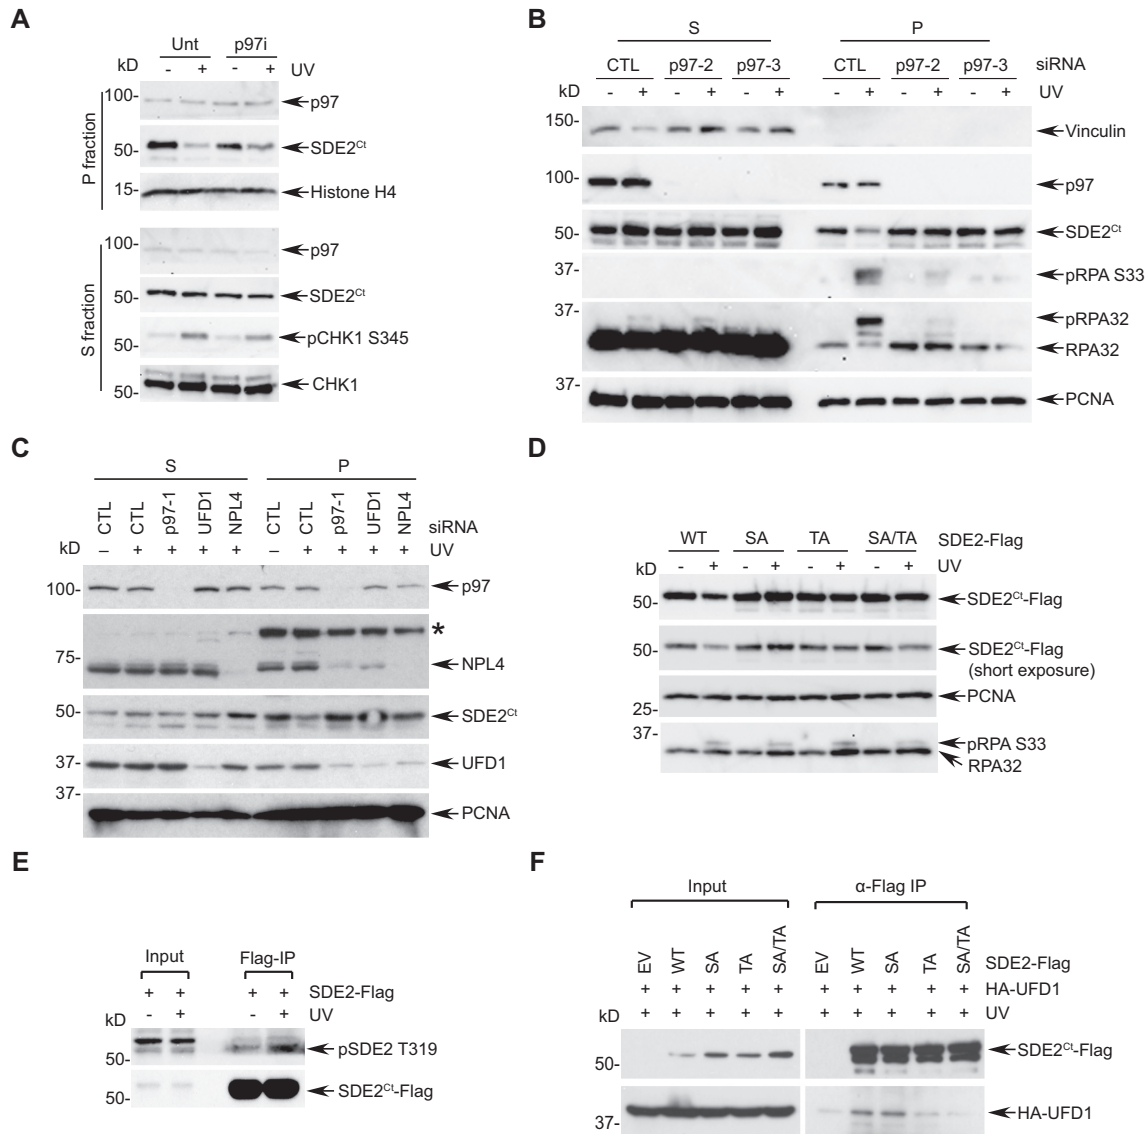 A
Unt p97i
kD - + - + UV
100- p97
50- SDE2Ct
15- Histone H4
P fraction
100- p97
50- SDE2Ct
50- pCHK1 S345
50- CHK1
S fraction
B
S P
CTL p97-2 p97-3 CTL p97-2 p97-3 siRNA
kD - + - + - + - + - + - + UV
150- Vinculin
100- p97
50- SDE2Ct
37- pRPA S33
37- pRPA32
RPA32
37- PCNA
C
S P
CTL CTL p97-1 UFD1 NPL4 CTL CTL p97-1 UFD1 NPL4 siRNA
kD – + + + + – + + + + UV
100- p97
*
75- NPL4
50- SDE2Ct
37- UFD1
37- PCNA
D
WT SA TA SA/TA SDE2-Flag
kD - + - + - + - + UV
50- SDE2Ct-Flag
50- SDE2Ct-Flag
(short exposure)
25- PCNA
37- pRPA S33
RPA32
E
Input Flag-IP
+ + + + SDE2-Flag
kD - + - + UV
50- pSDE2 T319
50- SDE2Ct-Flag
F
Input α-Flag IP
EV WT SA TA SA/TA EV WT SA TA SA/TA SDE2-Flag
+ + + + + + + + + + HA-UFD1
kD + + + + + + + + + + UV
50- SDE2Ct-Flag
37- HA-UFD1